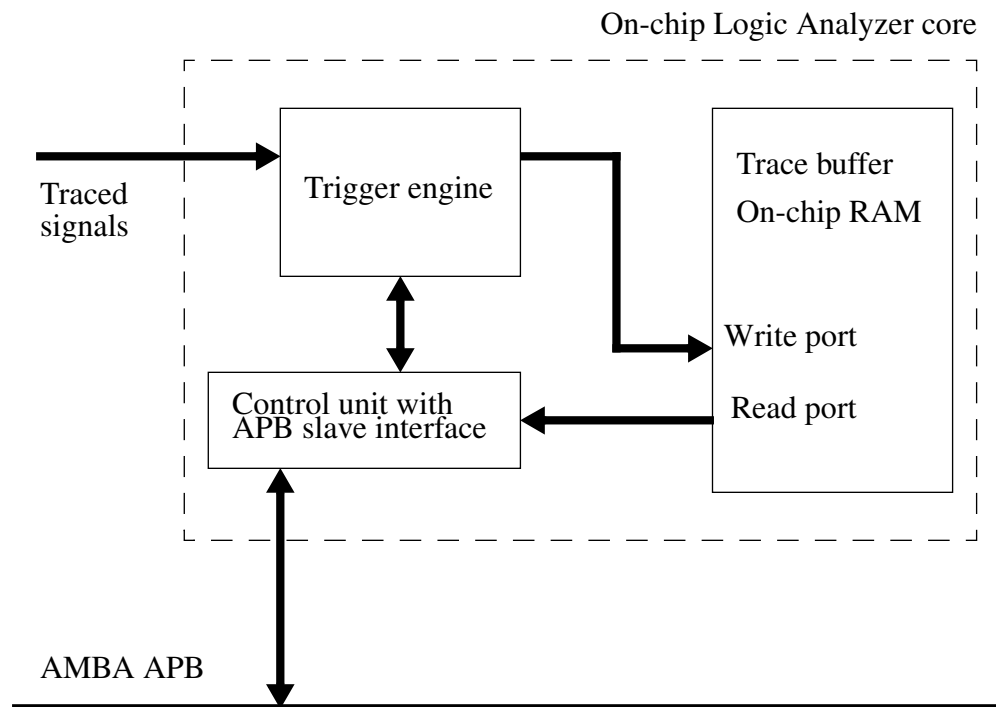 On-chip Logic Analyzer core
Traced
signals
Trigger engine
Trace buffer
On-chip RAM
Write port
Read port
Control unit with
APB slave interface
AMBA APB